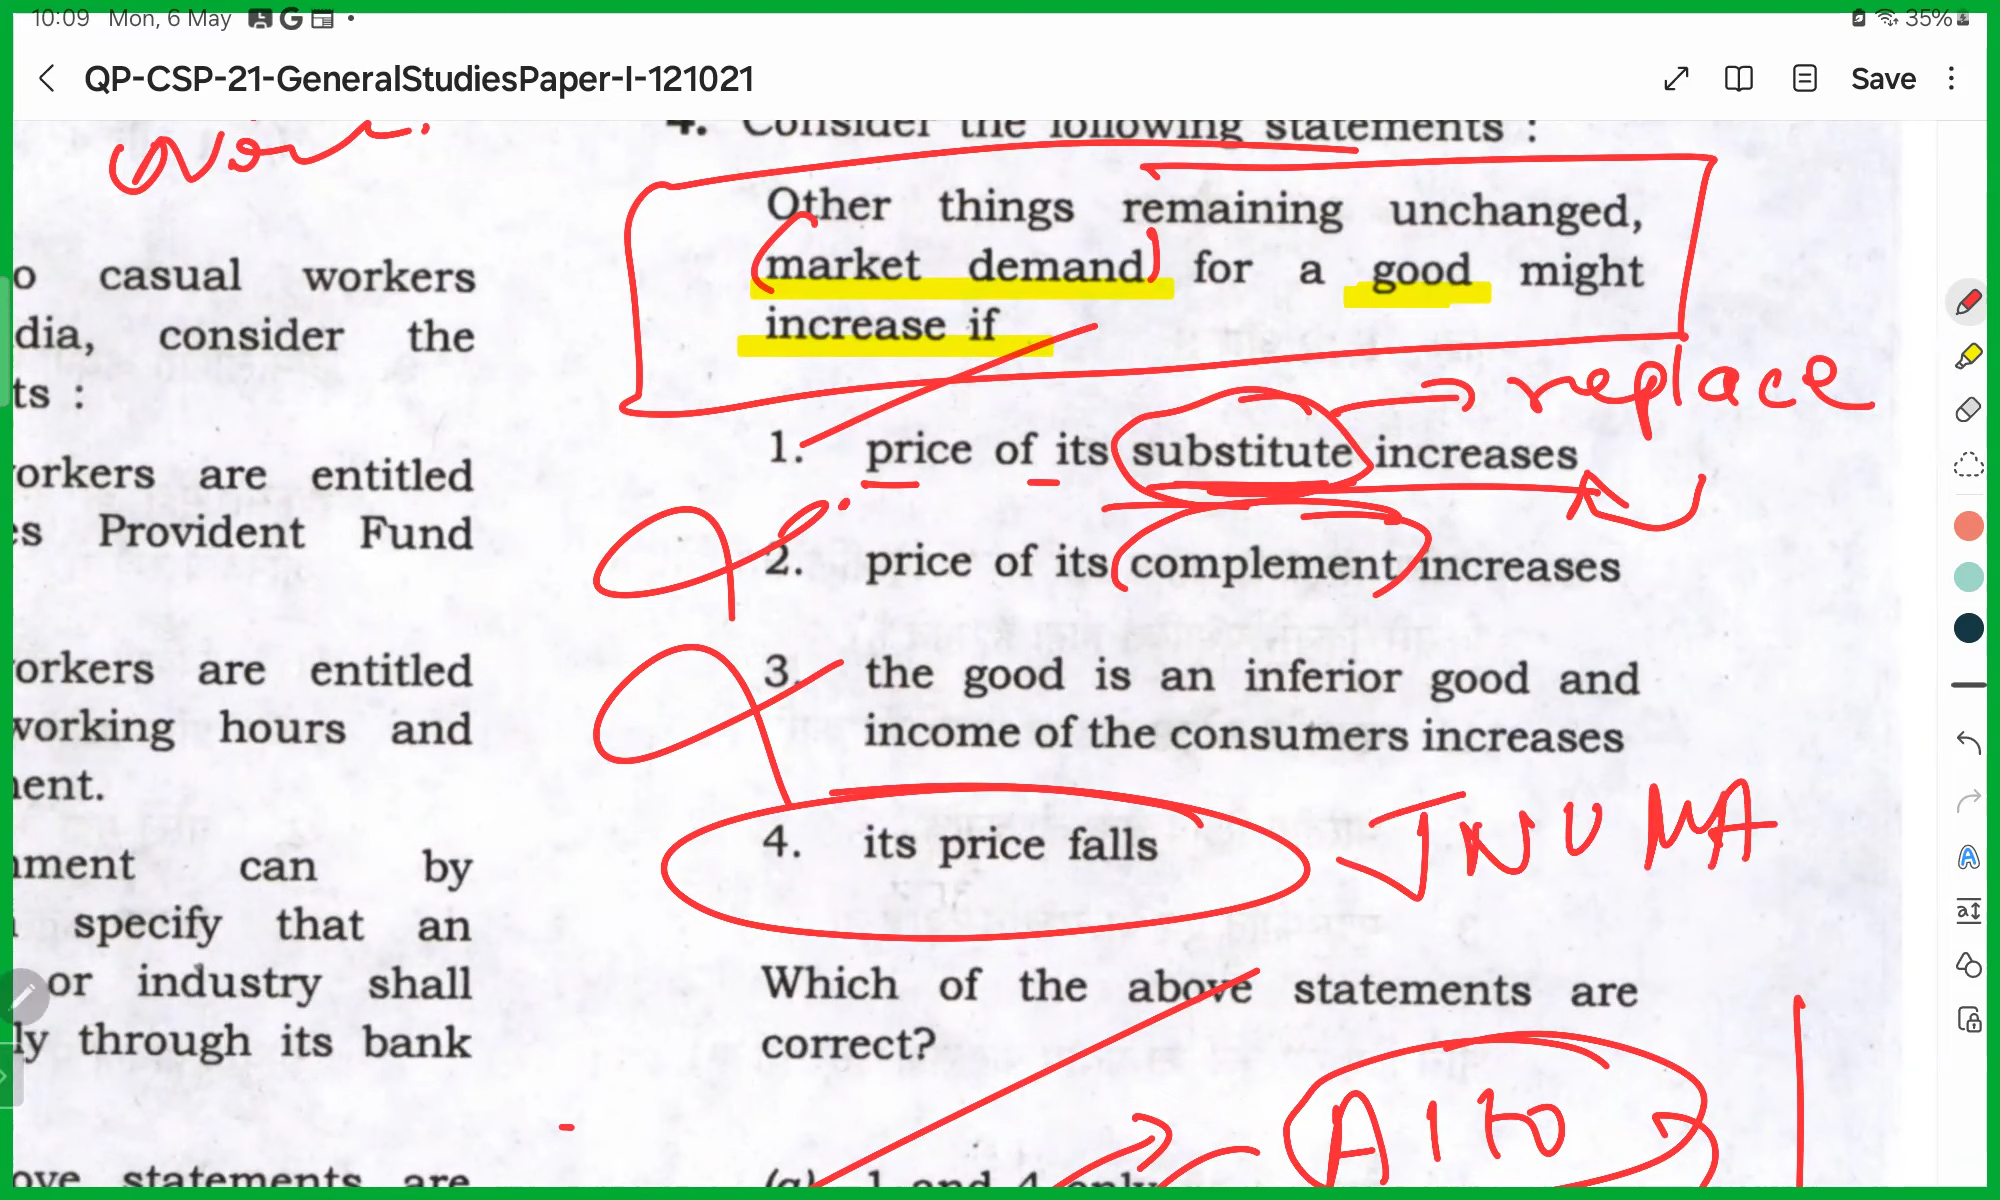 10:09 Mon, 6 May
35%
QP-CSP-21-GeneralStudiesPaper-I-121021
Save
o casual workers
dia, consider the
ts :
orkers are entitled
es Provident Fund
orkers are entitled
working hours and
nent.
nment can by
specify that an
or industry shall
ly through its bank
ove statements are
4. Consider the following statements :
Other things remaining unchanged,
market demand for a good might
increase if
replace
1. price of its substitute increases
2. price of its complement increases
3. the good is an inferior good and
income of the consumers increases
4. its price falls
Which of the above statements are
correct?
(a) 1 and 4 only